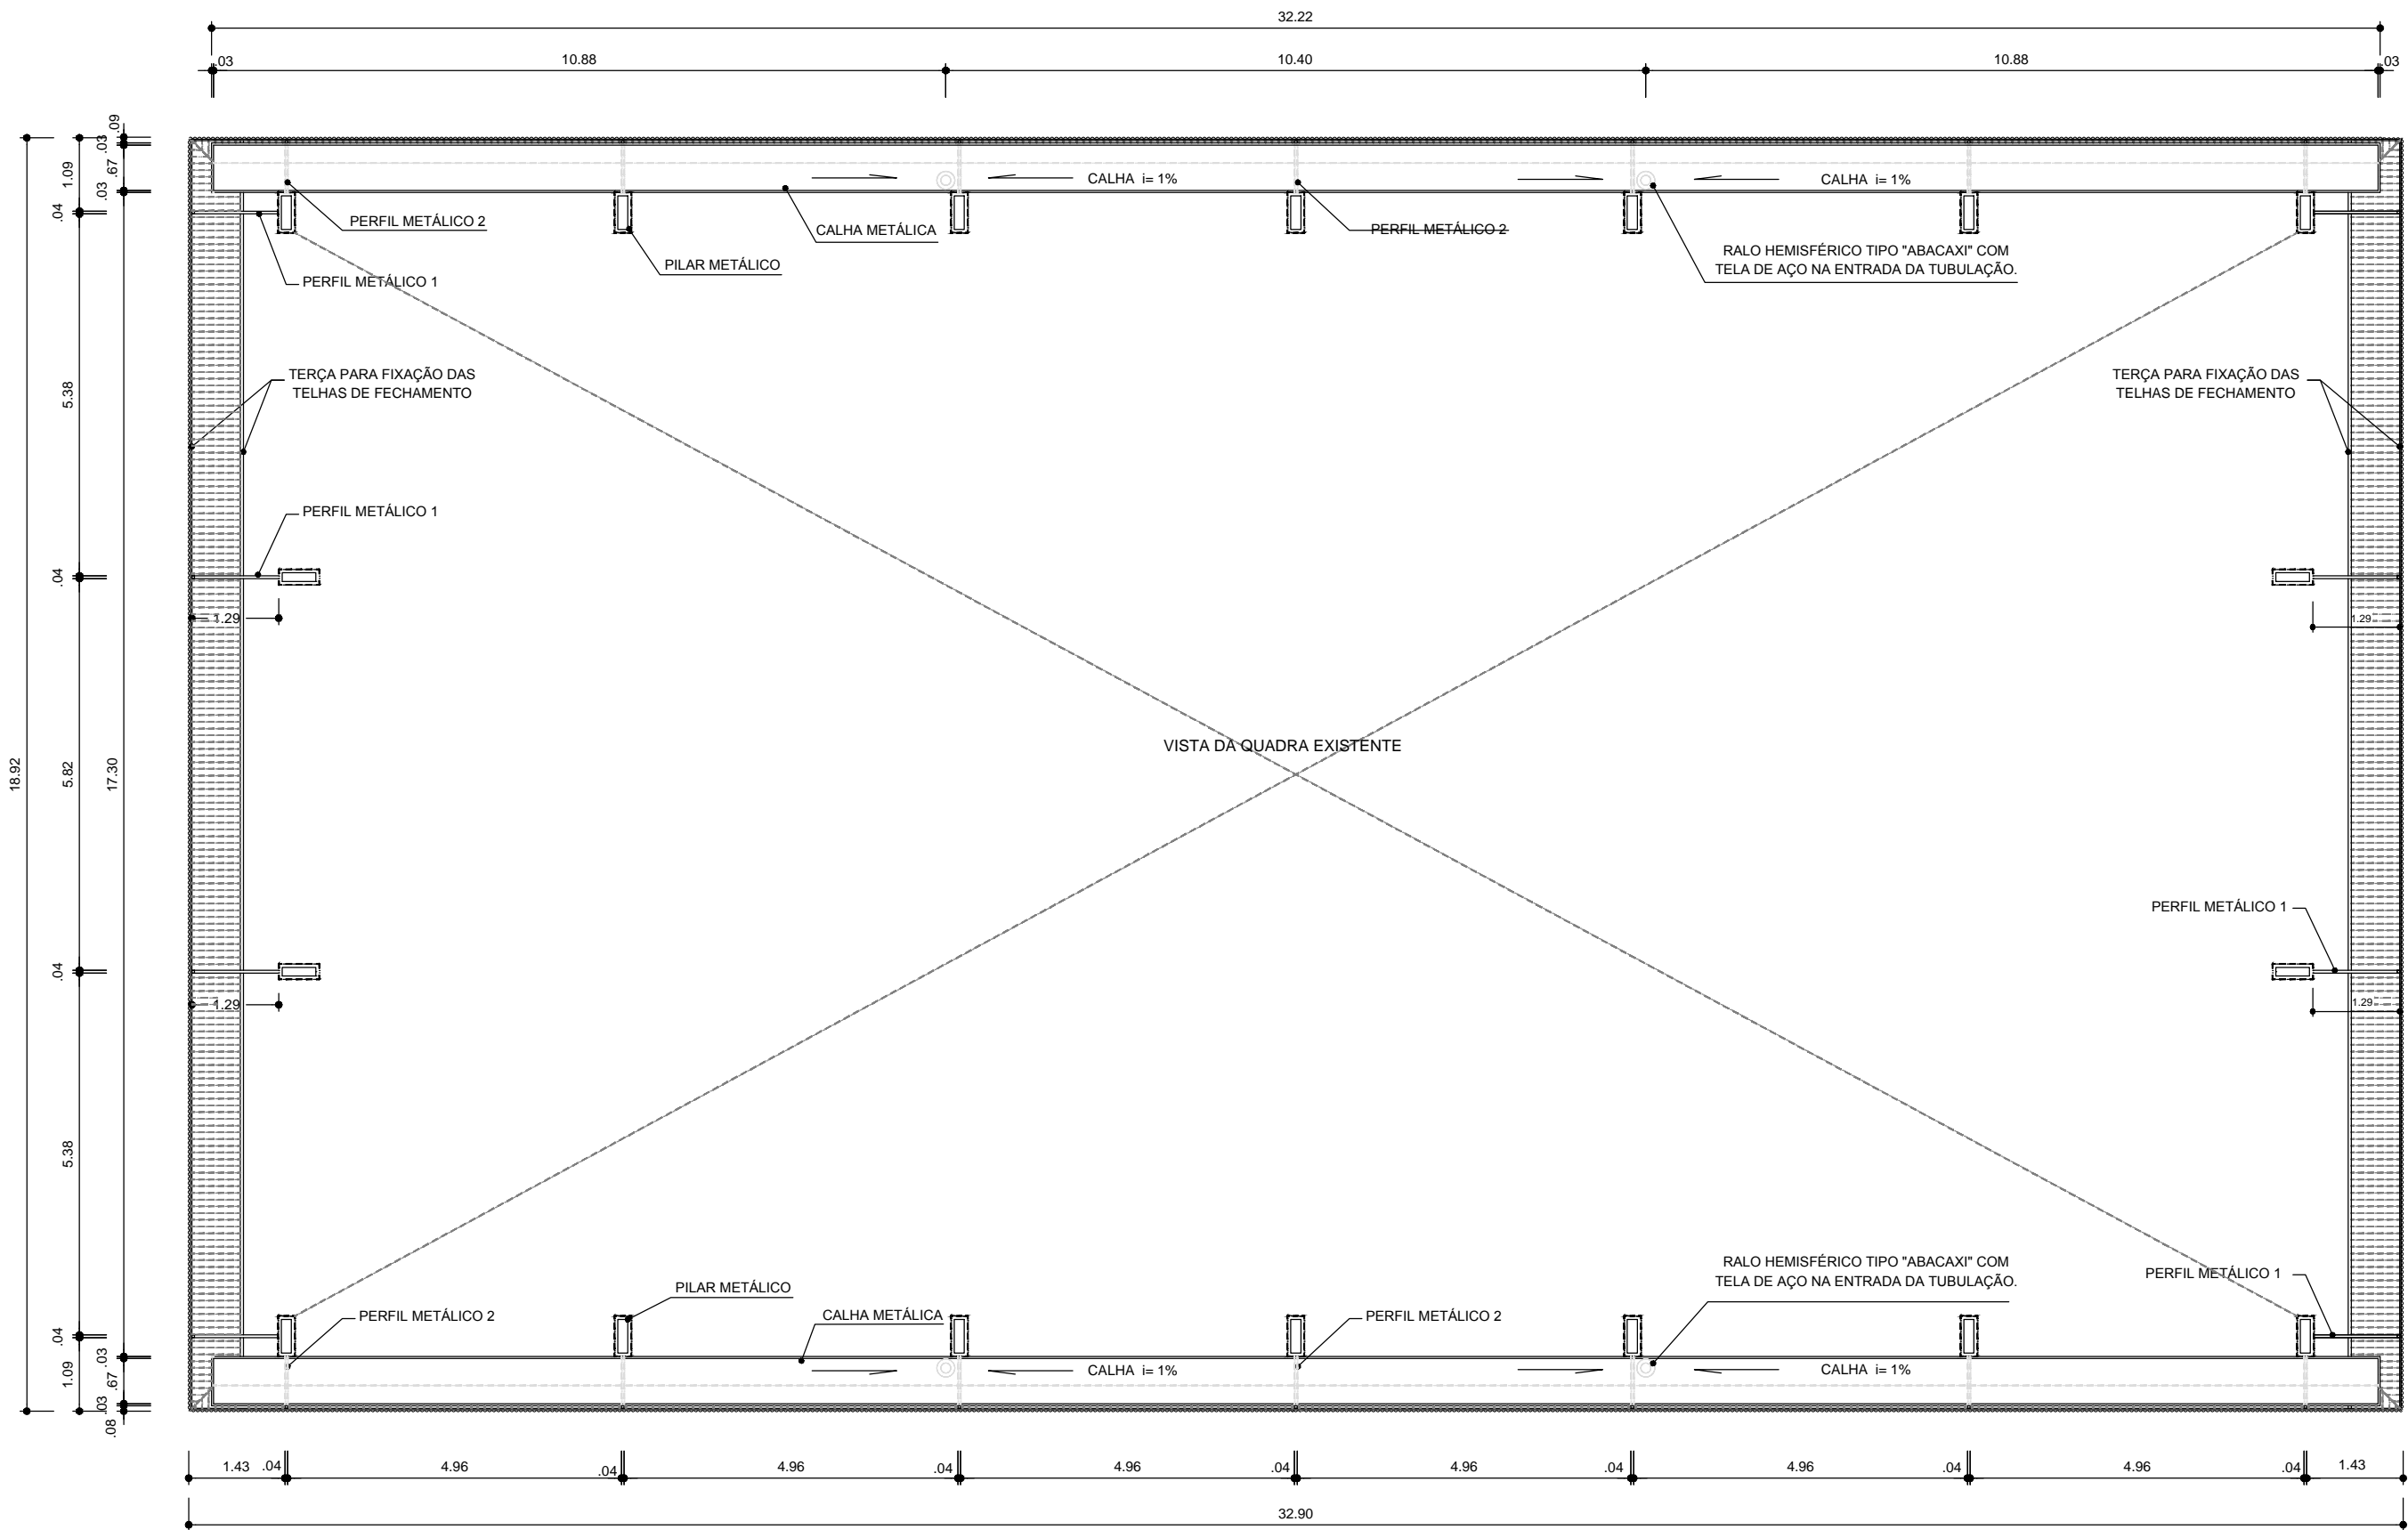 32.22
.03
10.88
10.40
10.88
.03
.09
.03
.67
.03
1.09
.04
5.38
.04
5.82
17.30
18.92
.04
5.38
.04
1.09
.03
.67
.03
.08
CALHA i= 1%
CALHA i= 1%
PERFIL METÁLICO 2
CALHA METÁLICA
PERFIL METÁLICO 2
PILAR METÁLICO
RALO HEMISFÉRICO TIPO "ABACAXI" COM
TELA DE AÇO NA ENTRADA DA TUBULAÇÃO.
PERFIL METÁLICO 1
TERÇA PARA FIXAÇÃO DAS
TELHAS DE FECHAMENTO
TERÇA PARA FIXAÇÃO DAS
TELHAS DE FECHAMENTO
PERFIL METÁLICO 1
1.29
1.29
VISTA DA QUADRA EXISTENTE
PERFIL METÁLICO 1
1.29
1.29
RALO HEMISFÉRICO TIPO "ABACAXI" COM
TELA DE AÇO NA ENTRADA DA TUBULAÇÃO.
PERFIL METÁLICO 1
PILAR METÁLICO
PERFIL METÁLICO 2
CALHA METÁLICA
PERFIL METÁLICO 2
CALHA i= 1%
CALHA i= 1%
1.43
.04
4.96
.04
4.96
.04
4.96
.04
4.96
.04
4.96
.04
4.96
.04
1.43
32.90